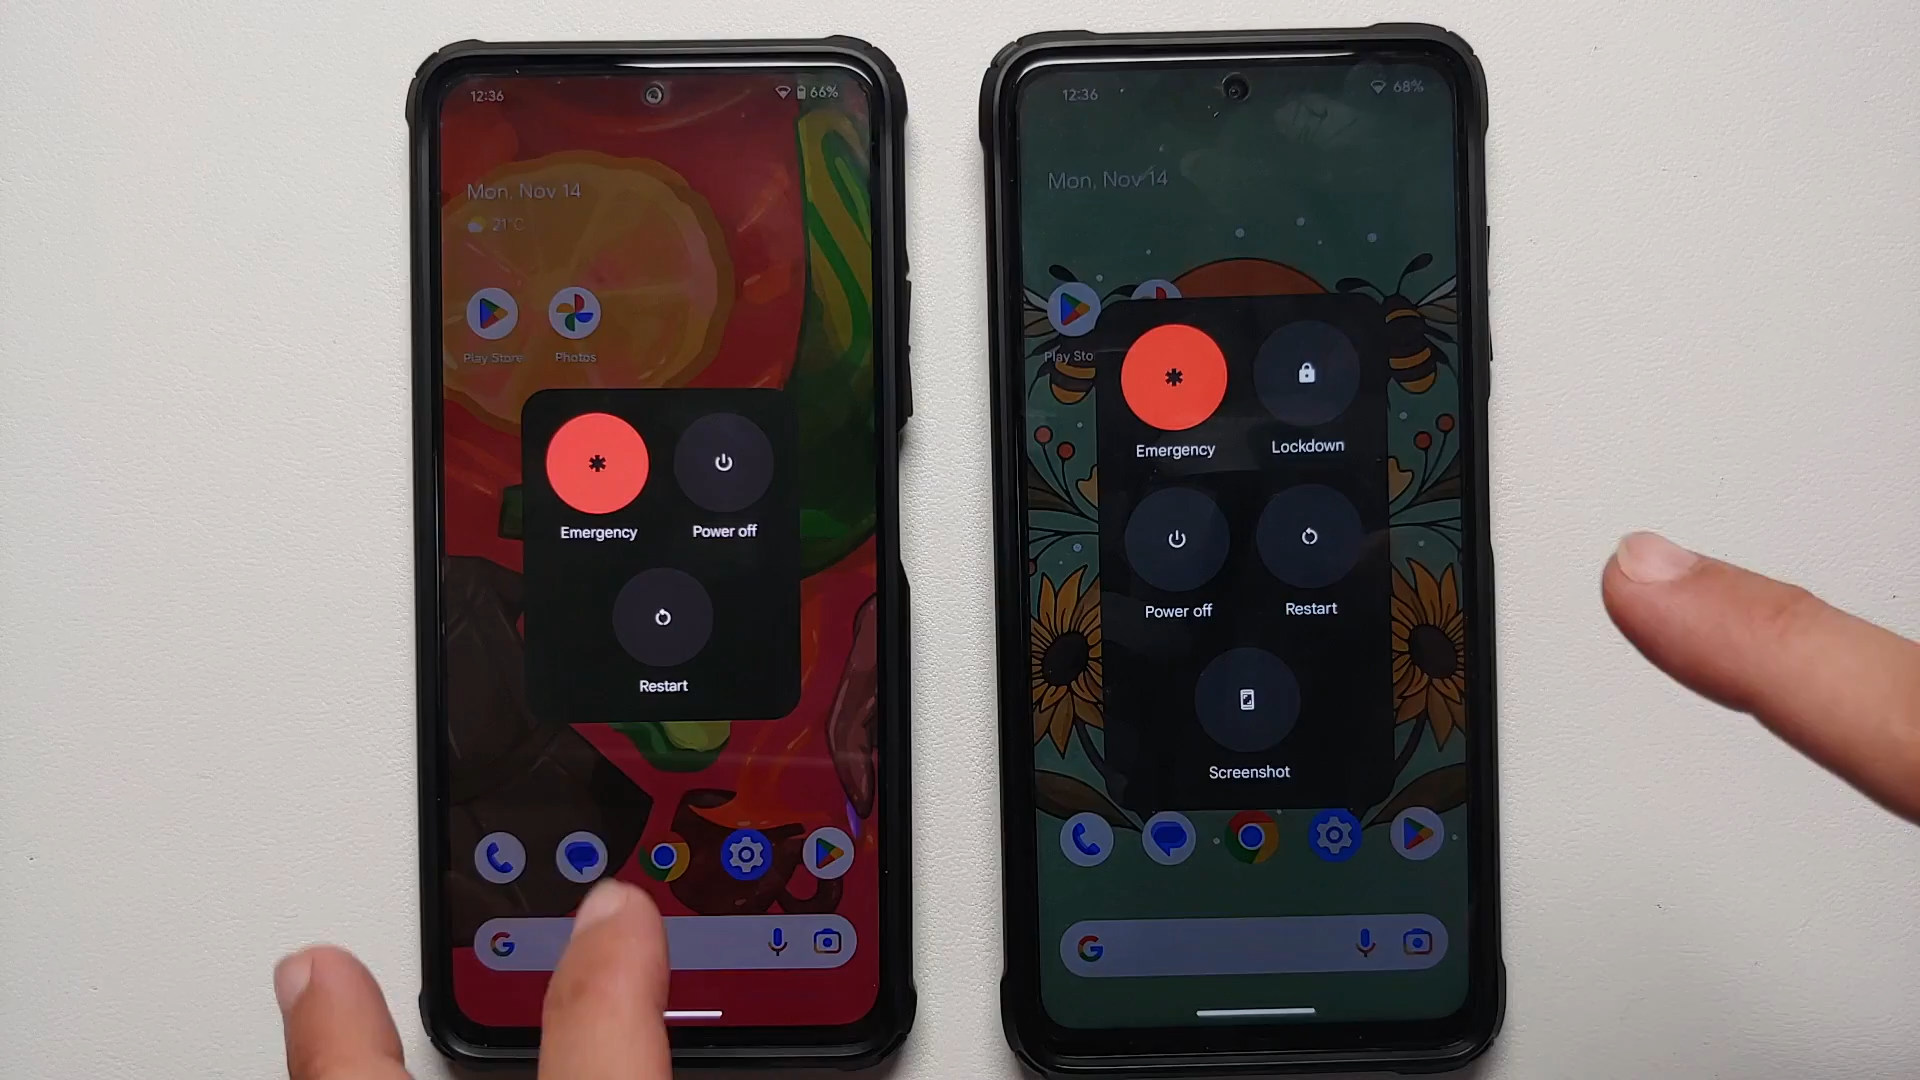 12:36
66%
Mon, Nov 14
21°C
Play Store
Photos
Emergency
Power off
Restart
G
12:36
68%
Mon, Nov 14
Play Sto
Emergency
Lockdown
Power off
Restart
Screenshot
G